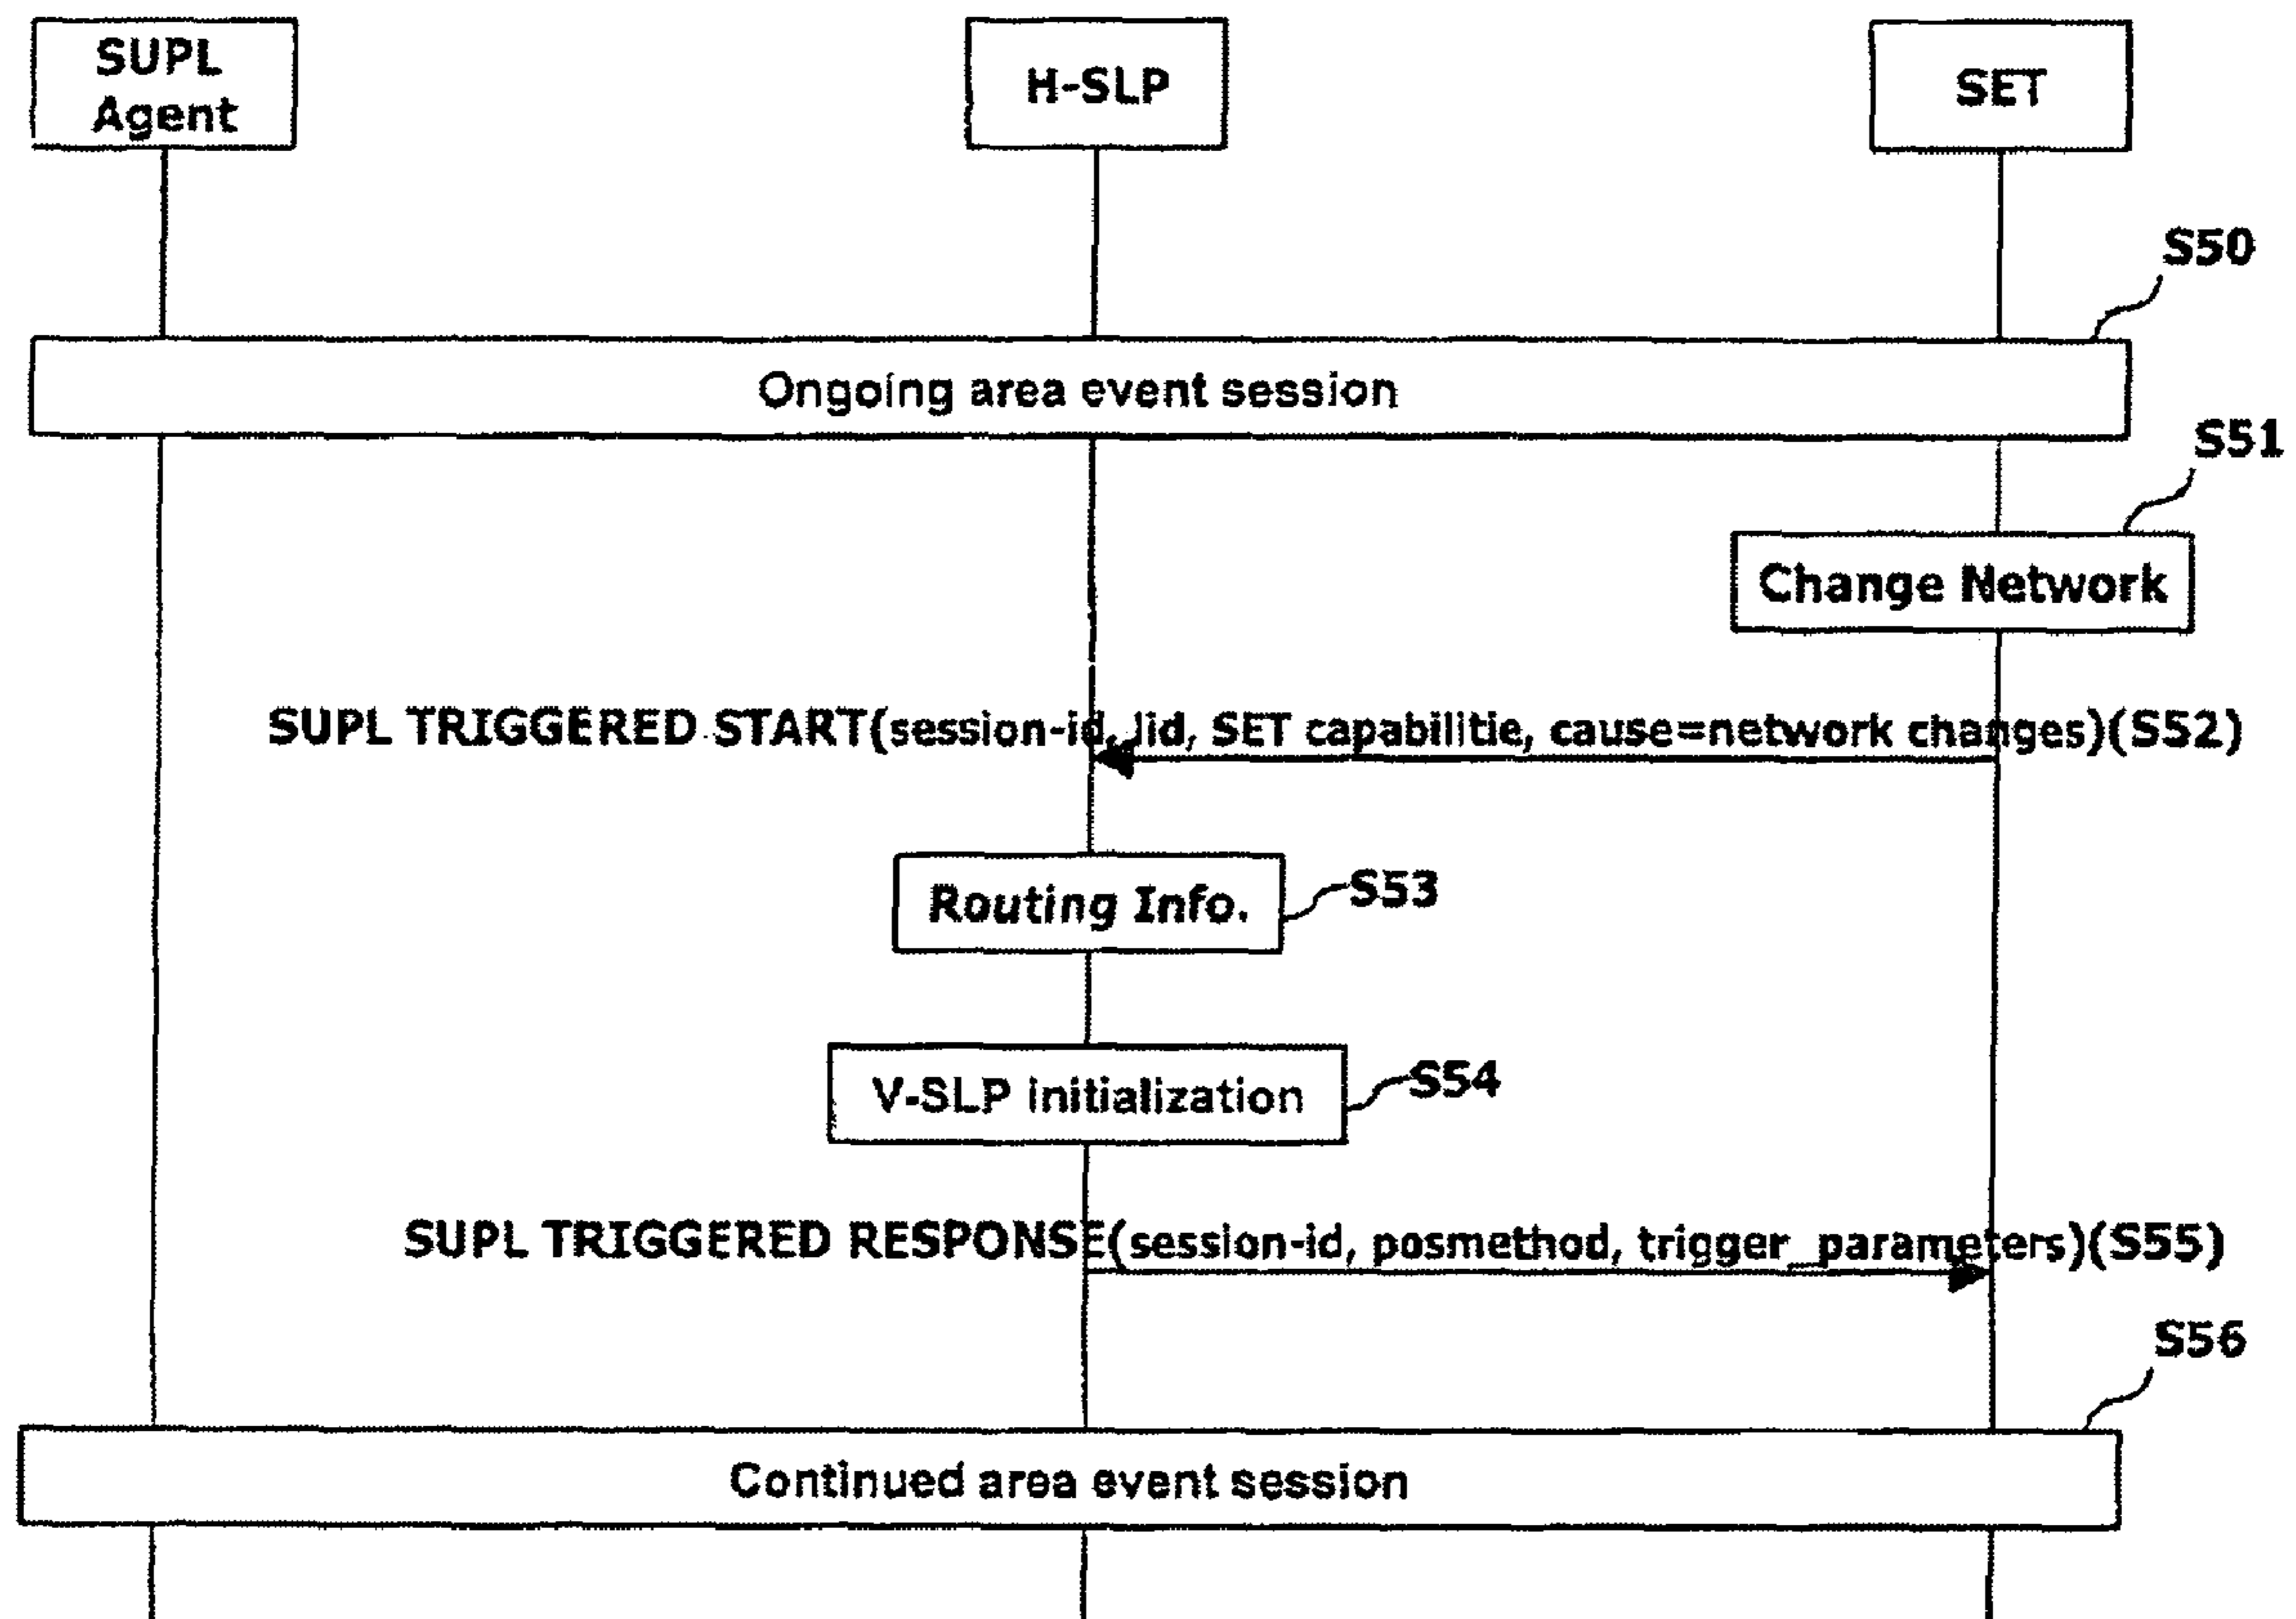 SUPL
Agent
H-SLP
SET
S50
Ongoing area event session
S51
Change Network
SUPL TRIGGERED START(session-id, lid, SET capabilitie, cause=network changes)(S52)
Routing Info.
S53
V-SLP initialization
S54
SUPL TRIGGERED RESPONSE(session-id, posmethod, trigger_parameters)(S55)
S56
Continued area event session